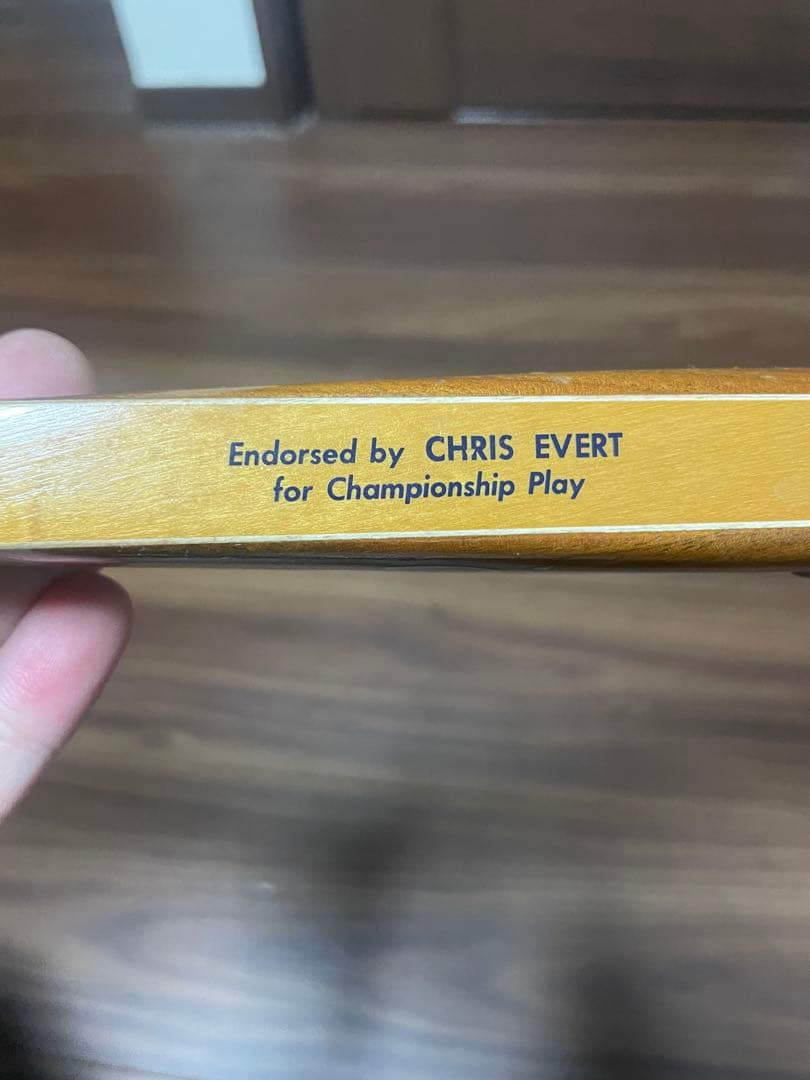 Endorsed by CHRIS EVERT
for Championship Play